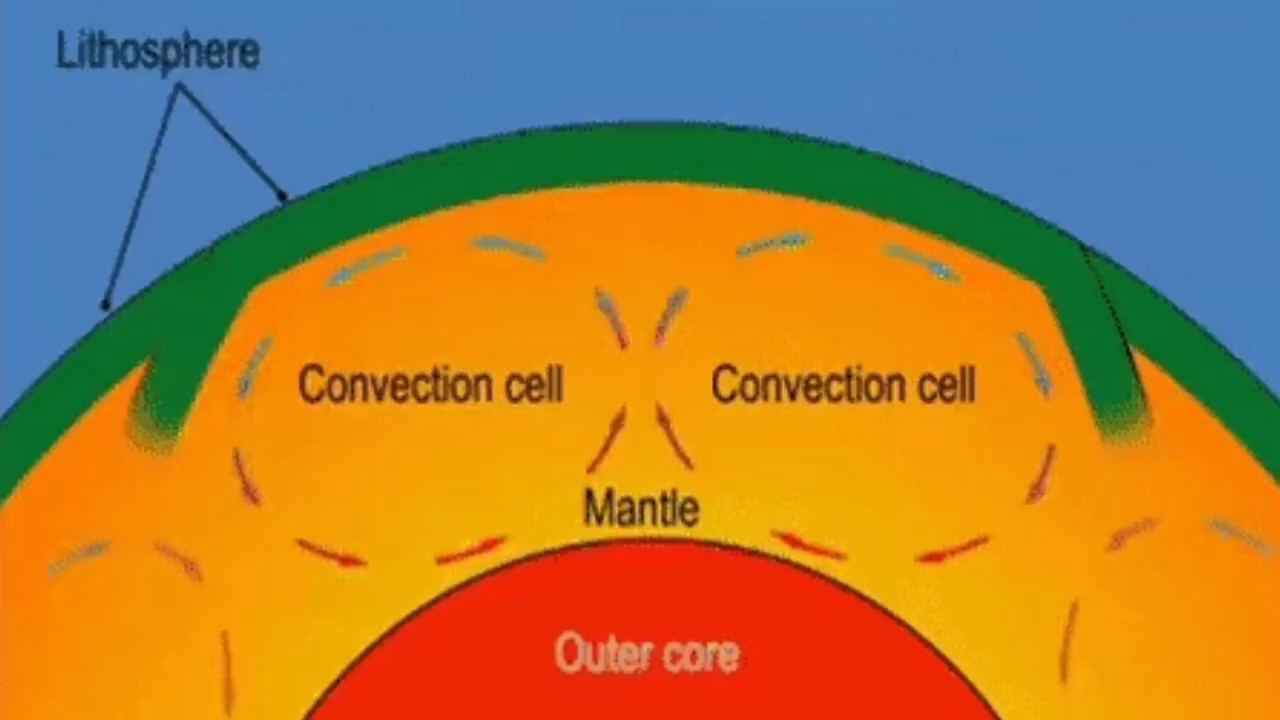 Lithosphere
Convection cell
Convection cell
Mantle
Outer core